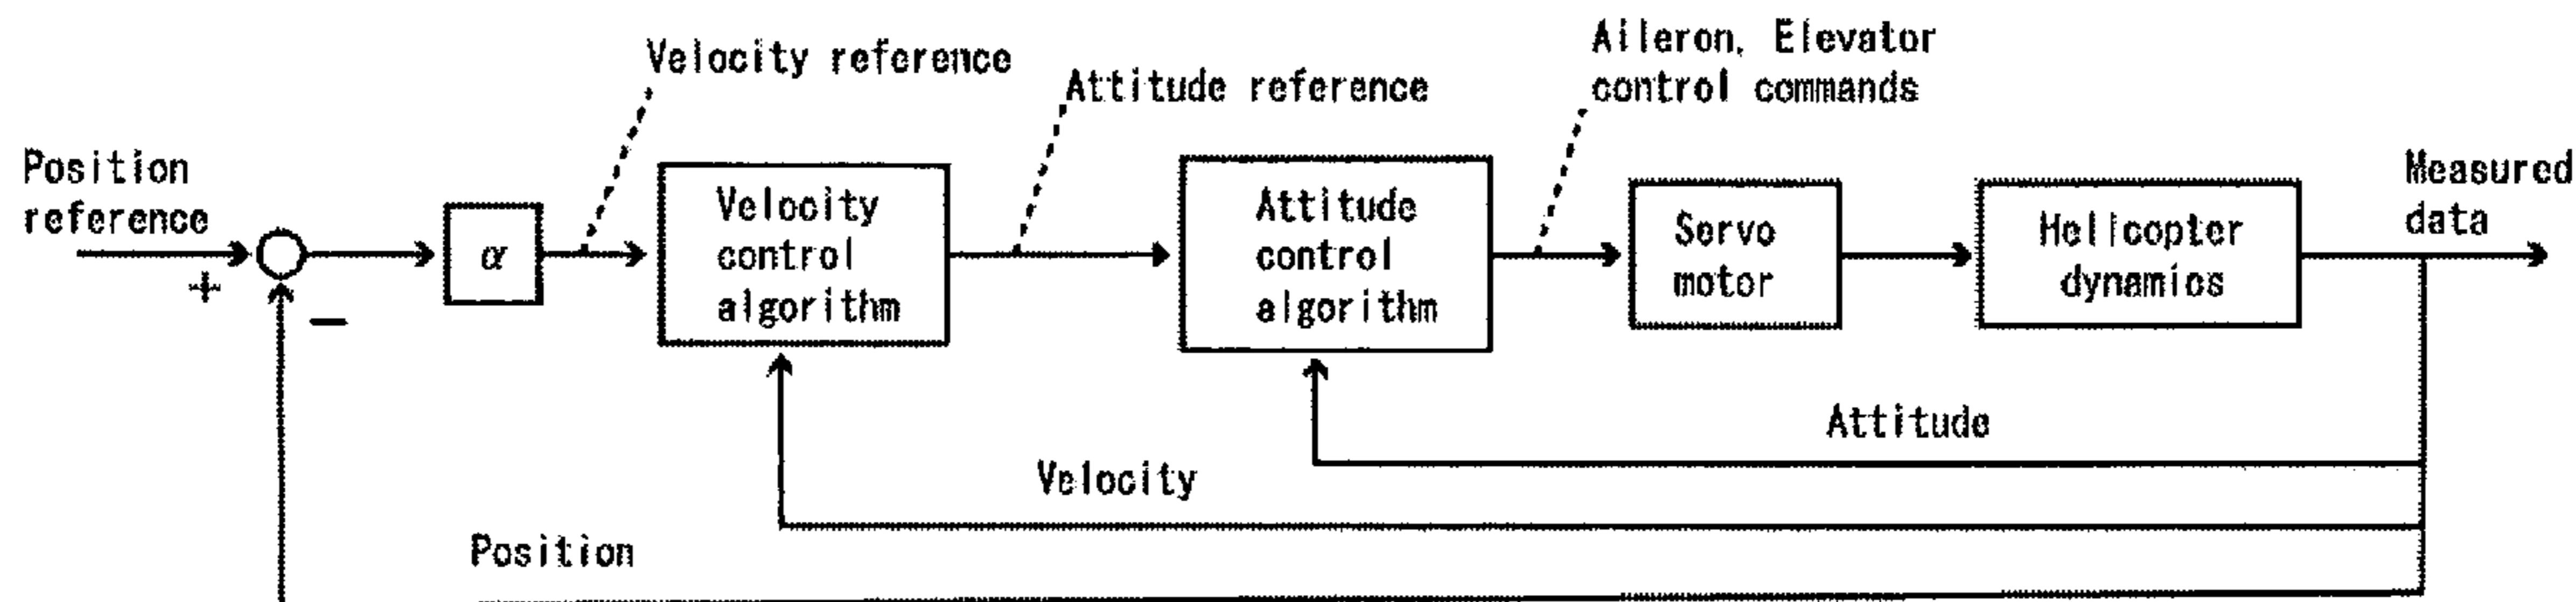 Velocity reference
Attitude reference
Aileron, Elevator
control commands
Position
reference
+
−
α
Velocity
control
algorithm
Attitude
control
algorithm
Servo
motor
Helicopter
dynamics
Measured
data
Attitude
Velocity
Position